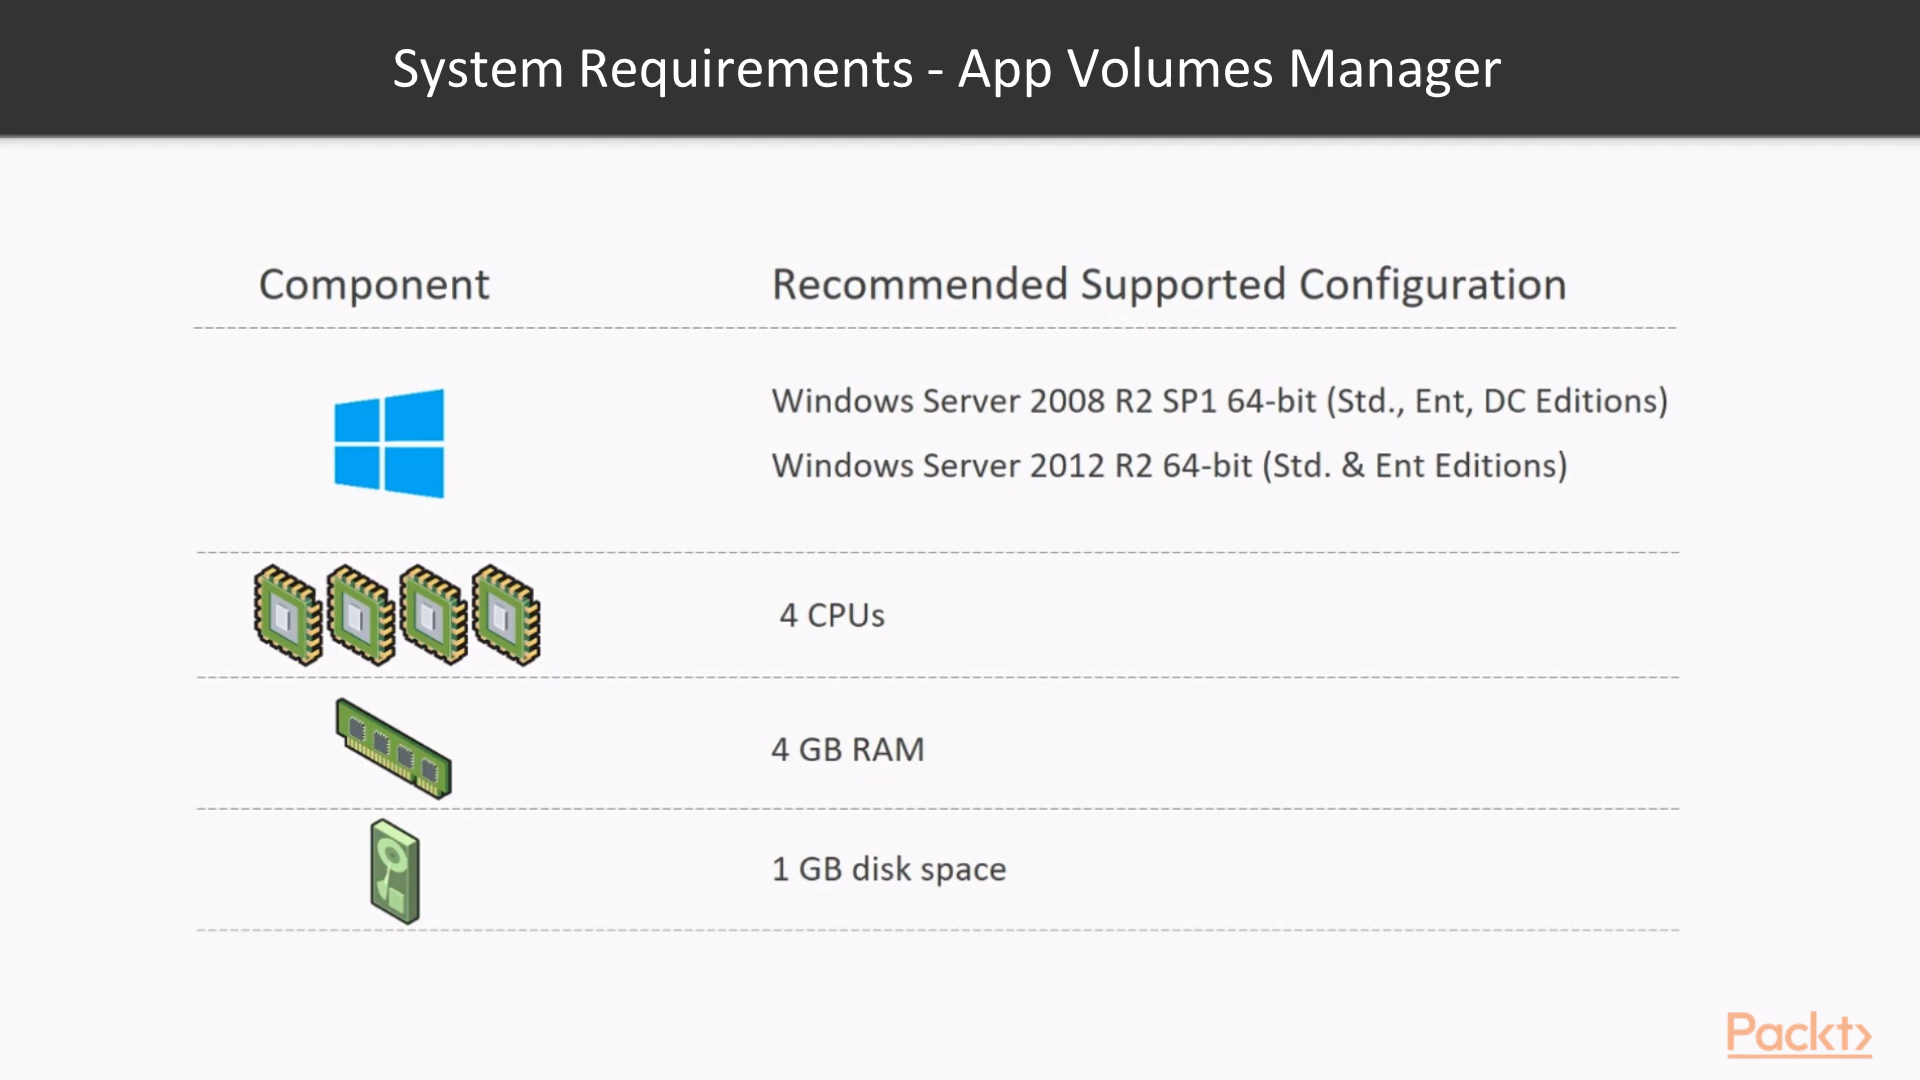 System Requirements - App Volumes Manager
Component
Recommended Supported Configuration
Windows Server 2008 R2 SP1 64-bit (Std., Ent, DC Editions)
Windows Server 2012 R2 64-bit (Std. & Ent Editions)
4 CPUs
4 GB RAM
1 GB disk space
Packt>